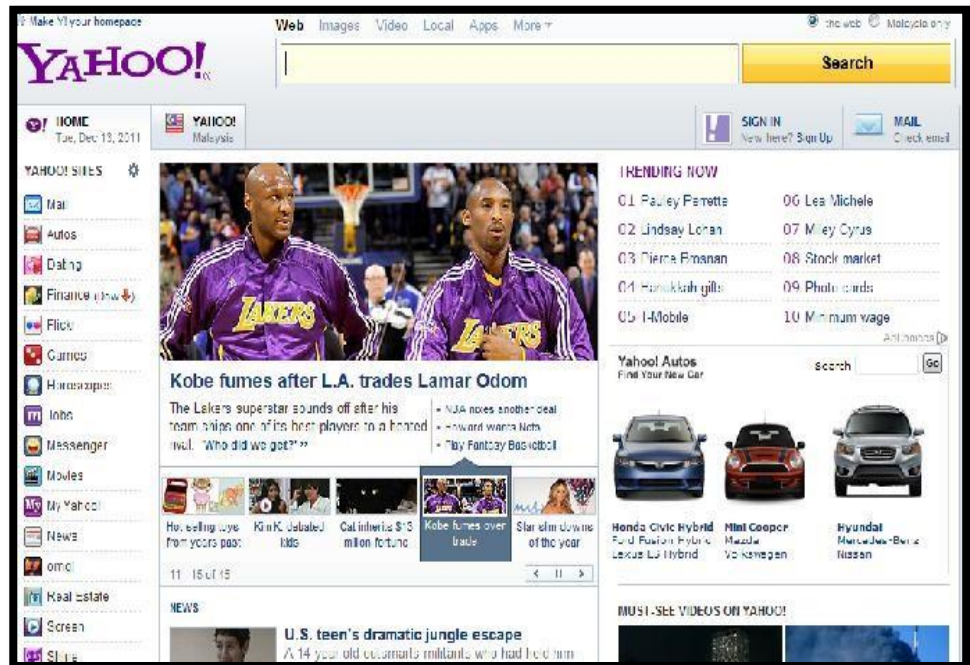 Make Y! your homepage
Web Images Video Local Apps More
the web Malaysia only
YAHOO!
Search
HOME
Tue, Dec 13, 2011
YAHOO!
Malaysia
SIGN IN
New here? Sign Up
MAIL
Check email
YAHOO! SITES
Mail
Autos
Dating
Finance (Dow)
Flickr
Games
Horoscopes
Jobs
Messenger
Movies
My Yahoo!
News
omg!
Real Estate
Screen
Shine
LAKERS
LAKERS
Kobe fumes after L.A. trades Lamar Odom
The Lakers superstar sounds off after his
team ships one of its best players to a heated
rival. "Who did we get?" »
• NBA nixes another deal
• Howard wants Nets
• Play Fantasy Basketball
Hot selling toys
from years past
Kim K. debated
kids
Cat inherits $13
million fortune
Kobe fumes over
trade
Star slim downs
of the year
11 - 15 of 45
NEWS
U.S. teen's dramatic jungle escape
A 14 year old outsmarts militants who had held him
TRENDING NOW
01 Pauley Perrette
02 Lindsay Lohan
03 Pierce Brosnan
04 Hanukkah gifts
05 T-Mobile
06 Lea Michele
07 Miley Cyrus
08 Stock market
09 Photo cards
10 Minimum wage
AdChoices
Yahoo! Autos
Find Your New Car
Search
Go
Honda Civic Hybrid
Ford Fusion Hybrid
Lexus LS Hybrid
Mini Cooper
Mazda
Volkswagen
Hyundai
Mercedes-Benz
Nissan
MUST-SEE VIDEOS ON YAHOO!